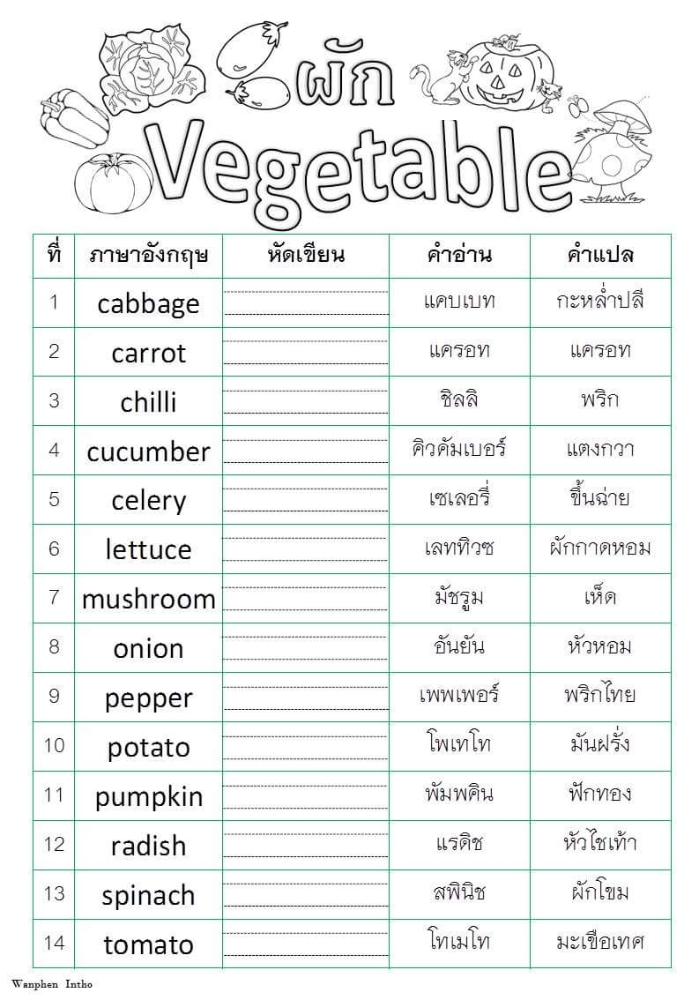 ผัก
Vegetable
ที่ ภาษาอังกฤษ หัดเขียน คำอ่าน คำแปล
1 cabbage แคบเบท กะหล่ำปลี
2 carrot แครอท แครอท
3 chilli ชิลลิ พริก
4 cucumber คิวคัมเบอร์ แตงกวา
5 celery เซเลอรี่ ขึ้นฉ่าย
6 lettuce เลททิวซ ผักกาดหอม
7 mushroom มัชรูม เห็ด
8 onion อันยัน หัวหอม
9 pepper เพพเพอร์ พริกไทย
10 potato โพเทโท มันฝรั่ง
11 pumpkin พัมพคิน ฟักทอง
12 radish แรดิช หัวไชเท้า
13 spinach สพินิช ผักโขม
14 tomato โทเมโท มะเขือเทศ
Wanphen Intho